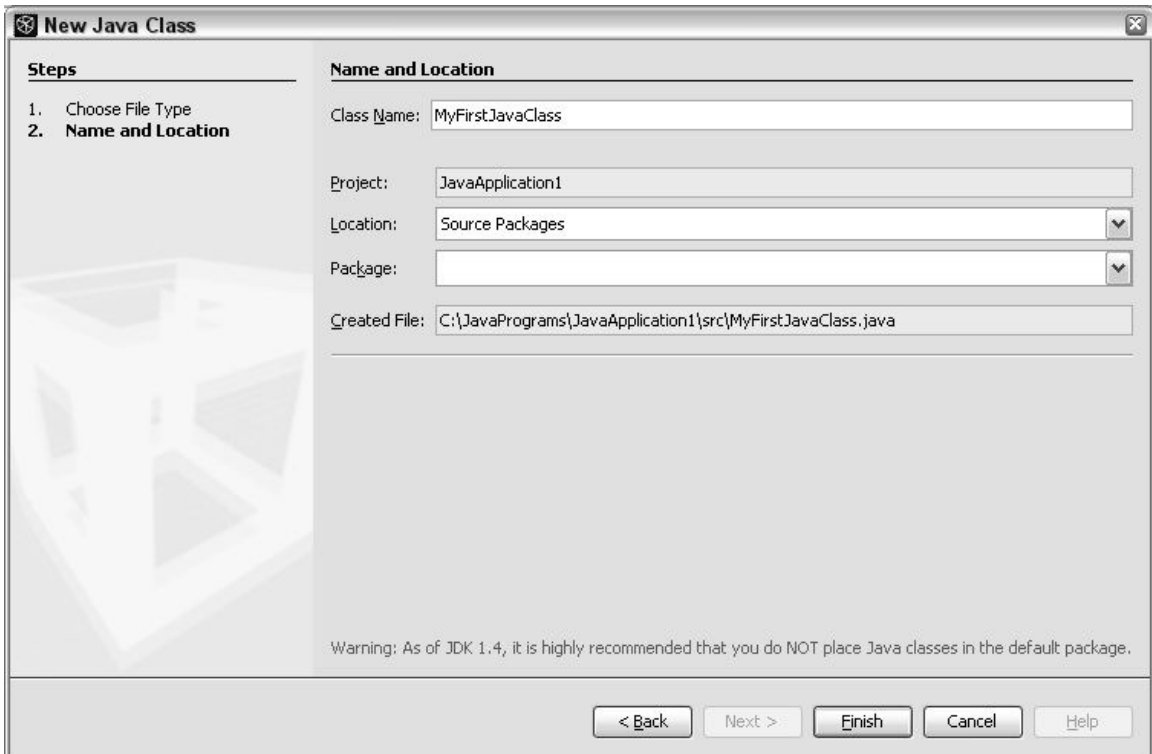 New Java Class
Steps
1. Choose File Type
2. Name and Location
Name and Location
Class Name: MyFirstJavaClass
Project: JavaApplication1
Location: Source Packages
Package:
Created File: C:\JavaPrograms\JavaApplication1\src\MyFirstJavaClass.java
Warning: As of JDK 1.4, it is highly recommended that you do NOT place Java classes in the default package.
< Back Next > Finish Cancel Help